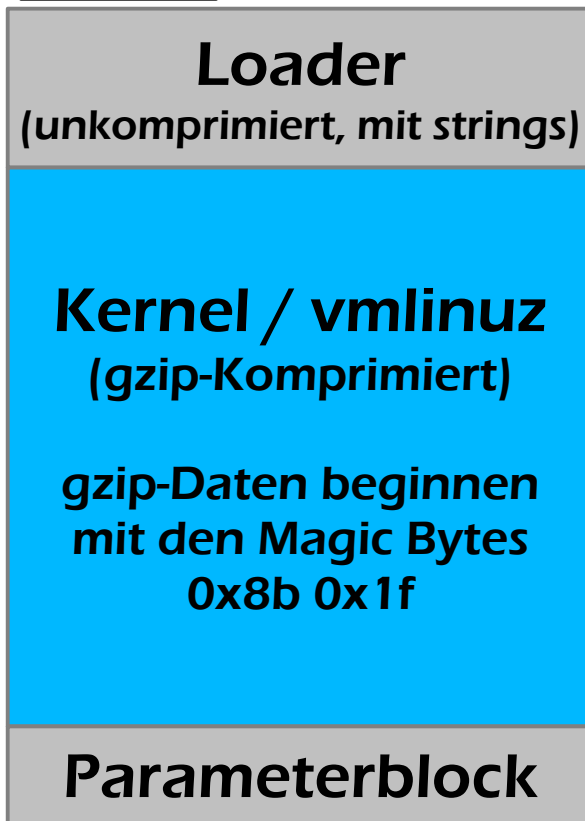 Loader
(unkomprimiert, mit strings)
Kernel / vmlinuz
(gzip-Komprimiert)
gzip-Daten beginnen
mit den Magic Bytes
0x8b 0x1f
Parameterblock